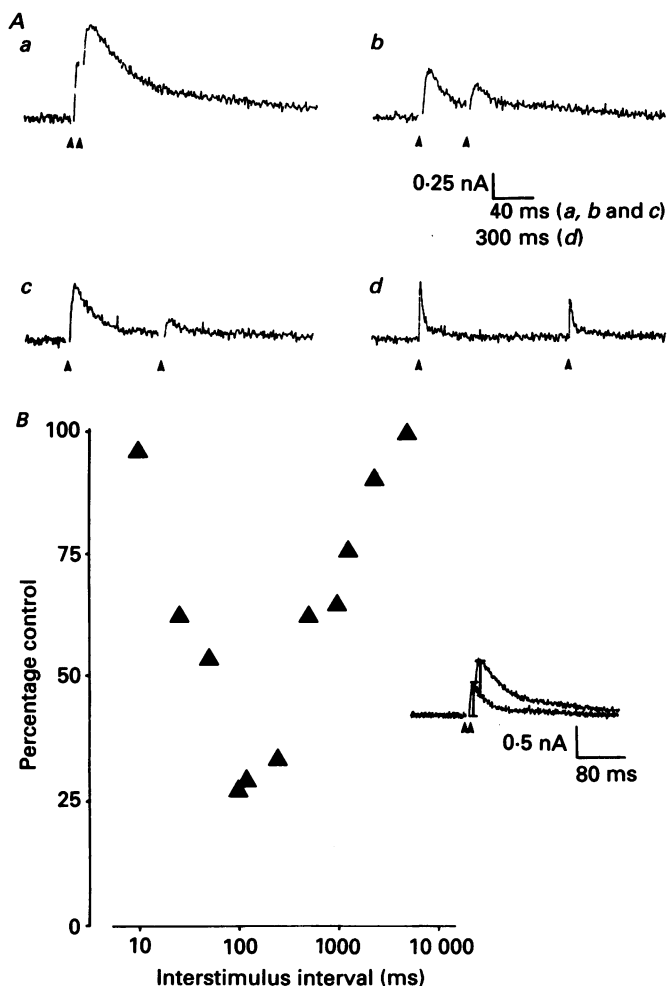 A
a
b
0·25 nA
40 ms (a, b and c)
300 ms (d)
c
d
B
100
75
50
25
0
Percentage control
0·5 nA
80 ms
10 100 1000 10 000
Interstimulus interval (ms)